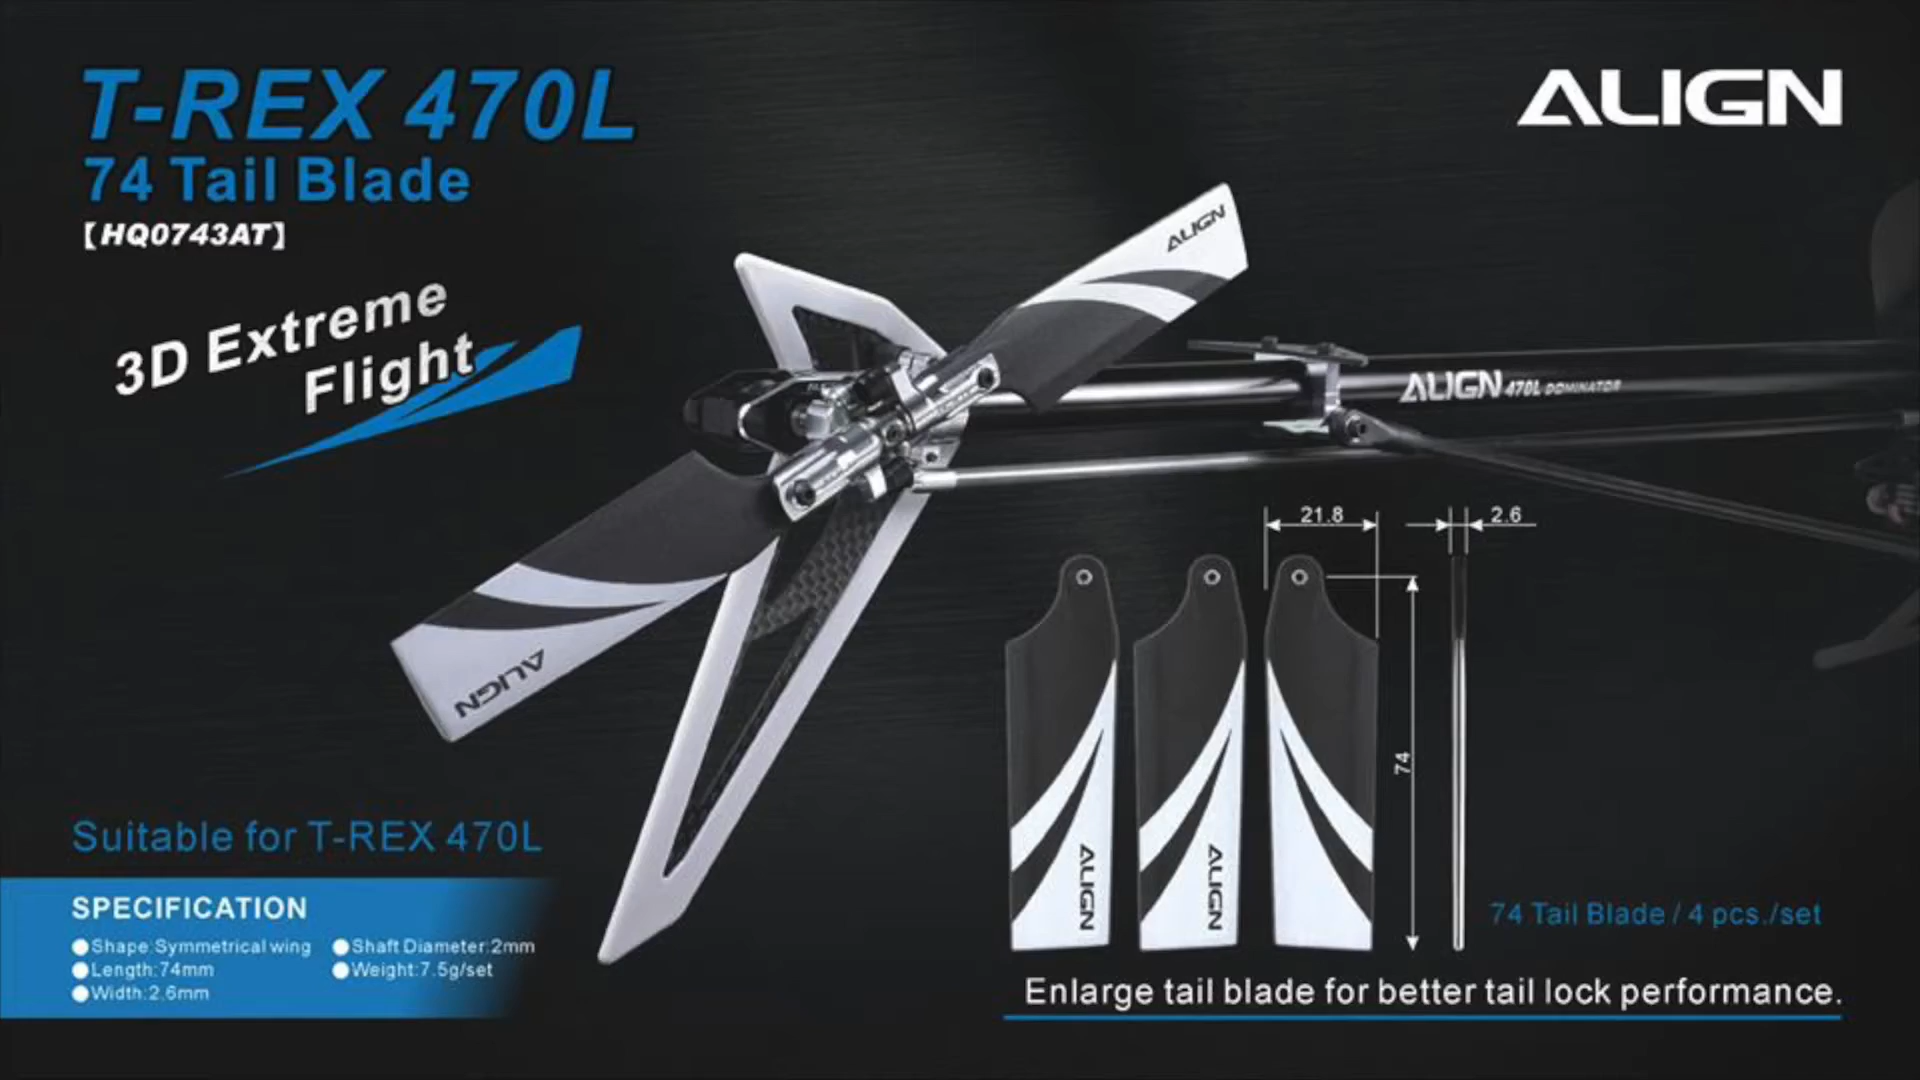 T-REX 470L
74 Tail Blade
【HQ0743AT】
ALIGN
3D Extreme
Flight
ALIGN
ALIGN 470L DOMINATOR
ALIGN
21.8
2.6
74
ALIGN
ALIGN
Suitable for T-REX 470L
SPECIFICATION
●Shape:Symmetrical wing
●Shaft Diameter:2mm
●Length:74mm
●Weight:7.5g/set
●Width:2.6mm
74 Tail Blade / 4 pcs./set
Enlarge tail blade for better tail lock performance.